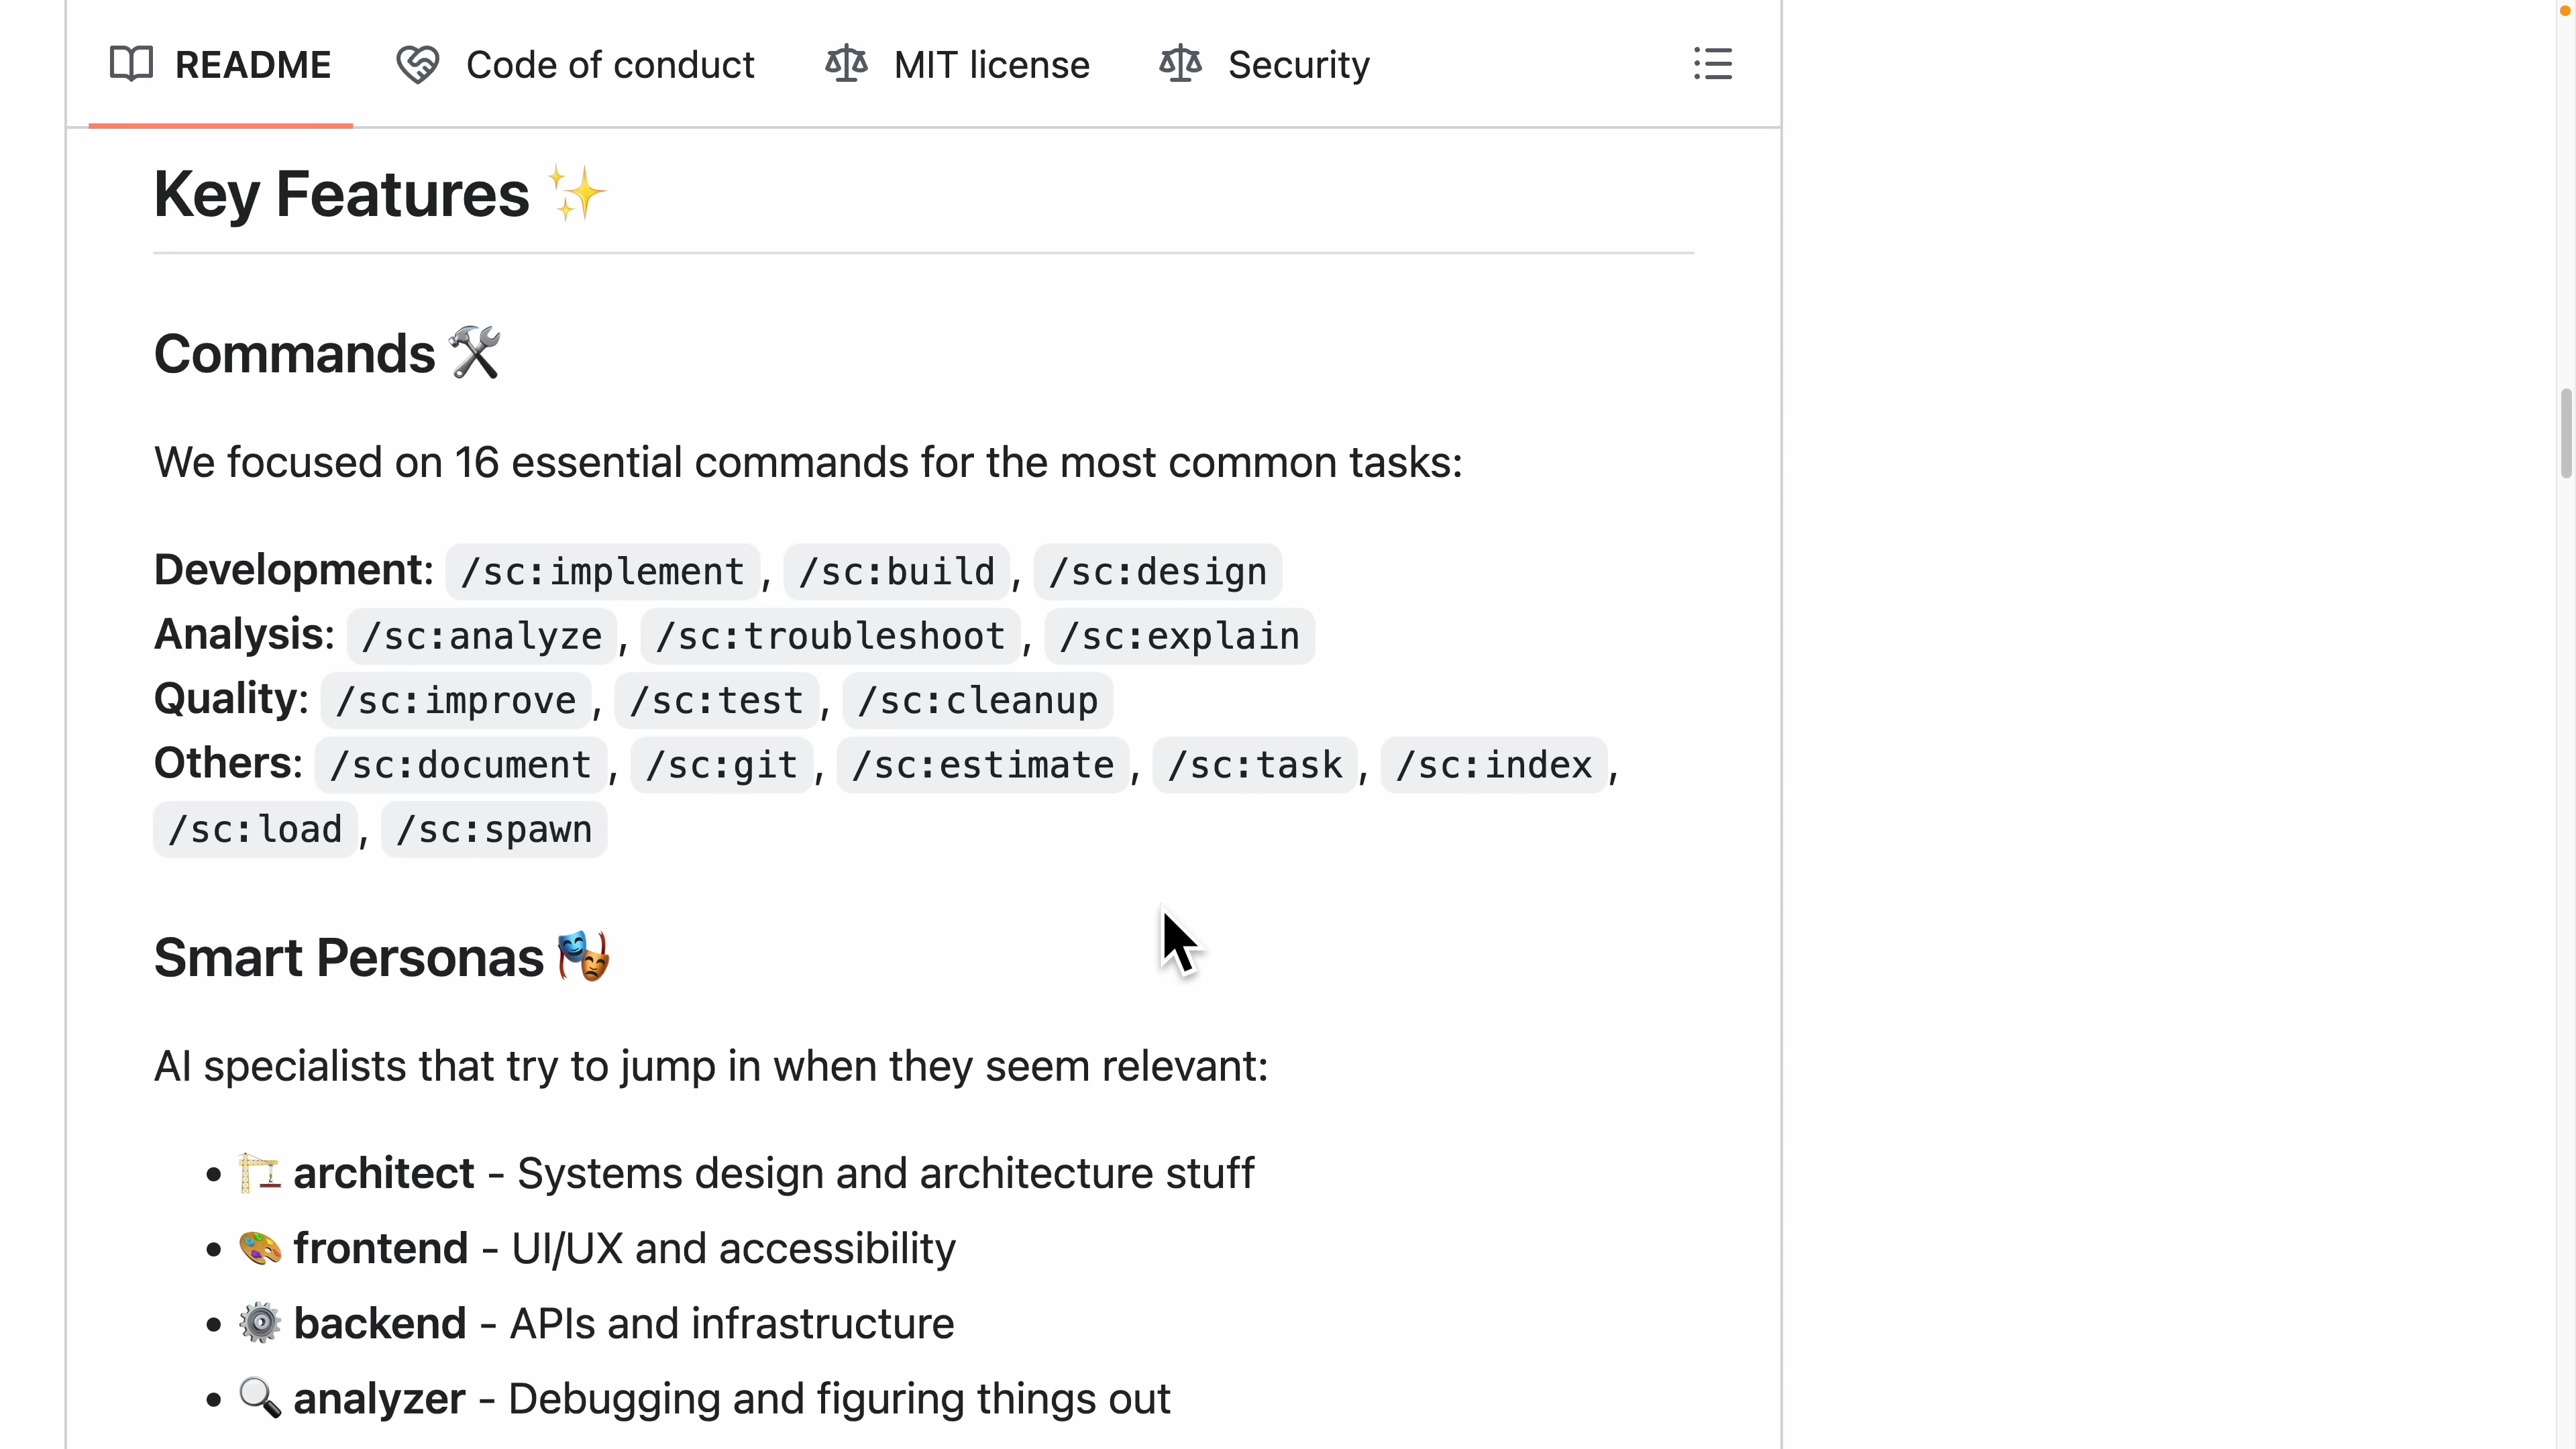 README Code of conduct MIT license Security
Key Features ✨
Commands 🛠️
We focused on 16 essential commands for the most common tasks:
Development: /sc:implement, /sc:build, /sc:design
Analysis: /sc:analyze, /sc:troubleshoot, /sc:explain
Quality: /sc:improve, /sc:test, /sc:cleanup
Others: /sc:document, /sc:git, /sc:estimate, /sc:task, /sc:index,
/sc:load, /sc:spawn
Smart Personas 🎭
AI specialists that try to jump in when they seem relevant:
• 🏗️ architect - Systems design and architecture stuff
• 🎨 frontend - UI/UX and accessibility
• ⚙️ backend - APIs and infrastructure
• 🔍 analyzer - Debugging and figuring things out